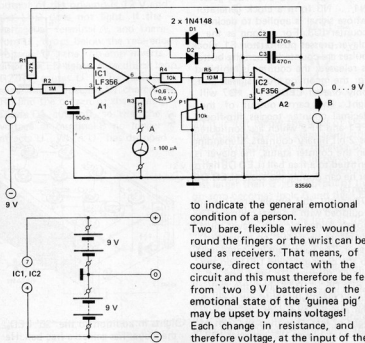 2 x 1N4148
D1
D2
C2
470n
C3
470n
R1
47k
R2
1M
IC1
LF356
A1
R4
10k
R5
10M
IC2
LF356
A2
0 . . . 9 V
B
C1
100n
R3
3k3
+0,6
-0,6 V
P1
10k
A
± 100 µA
9 V
83560
IC1, IC2
7
4
9 V
9 V
+
0
−
to indicate the general emotional
condition of a person.
Two bare, flexible wires wound
round the fingers or the wrist can be
used as receivers. That means, of
course, direct contact with the
circuit and this must therefore be fe
from two 9 V batteries or the
emotional state of the 'guinea pig'
may be upset by mains voltages!
Each change in resistance, and
therefore voltage, at the input of the